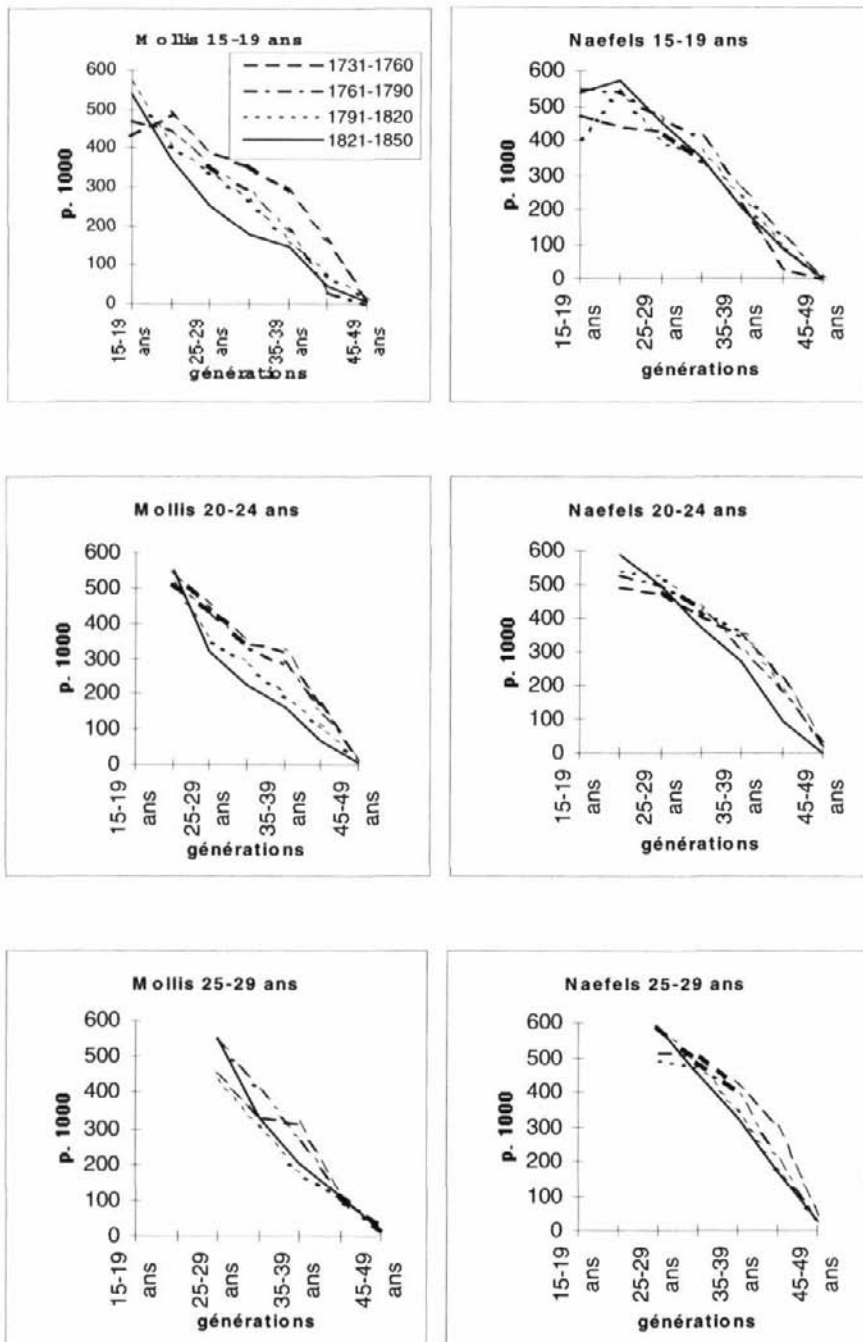 Mollis 15-19 ans
1731-1760
1761-1790
1791-1820
1821-1850
600
500
400
300
200
100
0
p. 1000
15-19 ans
25-29 ans
35-39 ans
45-49 ans
générations
Naefels 15-19 ans
600
500
400
300
200
100
0
p. 1000
15-19 ans
25-29 ans
35-39 ans
45-49 ans
générations
Mollis 20-24 ans
600
500
400
300
200
100
0
p. 1000
15-19 ans
25-29 ans
35-39 ans
45-49 ans
générations
Naefels 20-24 ans
600
500
400
300
200
100
0
p. 1000
15-19 ans
25-29 ans
35-39 ans
45-49 ans
générations
Mollis 25-29 ans
600
500
400
300
200
100
0
p. 1000
15-19 ans
25-29 ans
35-39 ans
45-49 ans
générations
Naefels 25-29 ans
600
500
400
300
200
100
0
p. 1000
15-19 ans
25-29 ans
35-39 ans
45-49 ans
générations